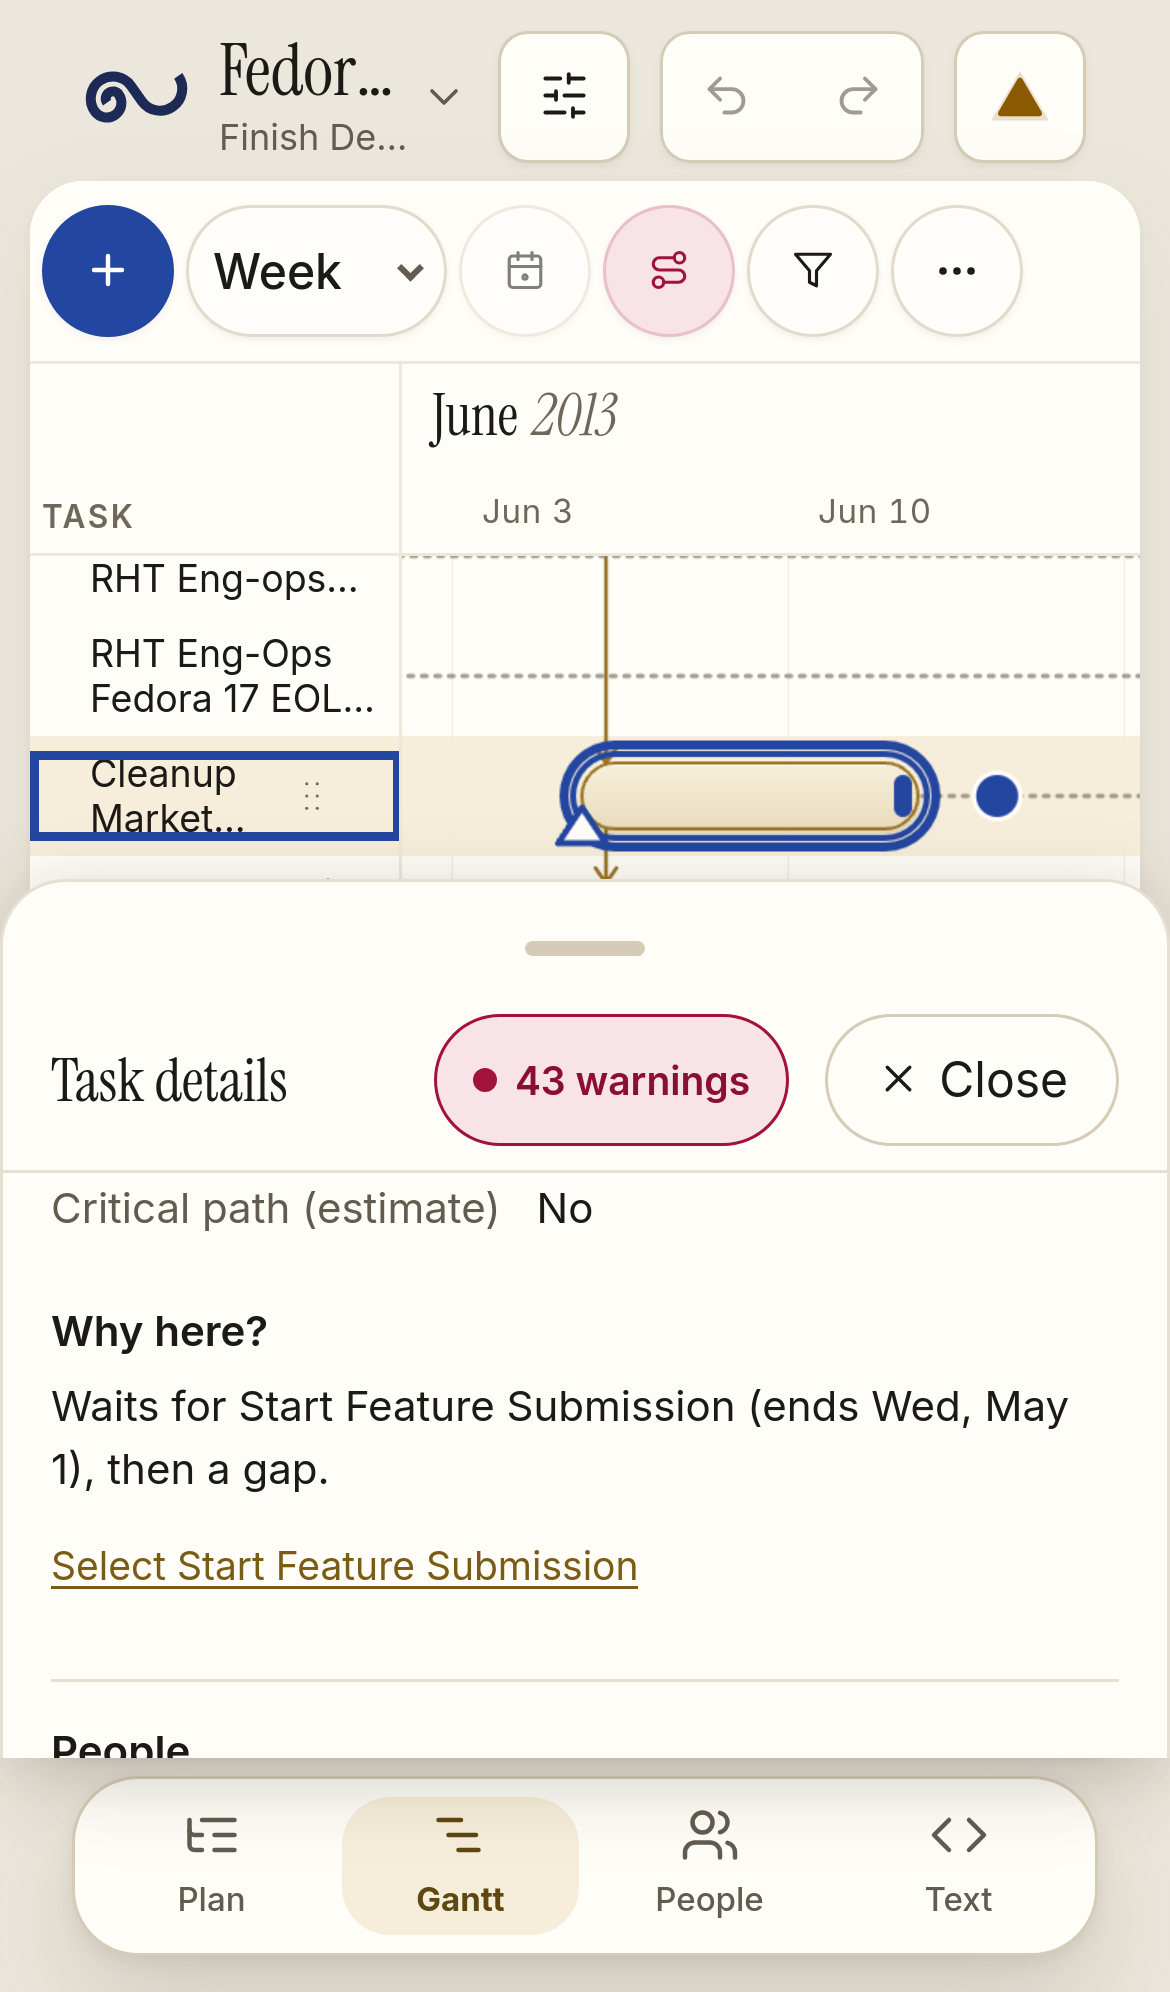 Fedor...
Finish De...
Week
June 2013
TASK
Jun 3
Jun 10
RHT Eng-ops...
RHT Eng-Ops
Fedora 17 EOL...
Cleanup
Market...
Task details
43 warnings
Close
Critical path (estimate) No
Why here?
Waits for Start Feature Submission (ends Wed, May
1), then a gap.
Select Start Feature Submission
People
Plan
Gantt
People
Text